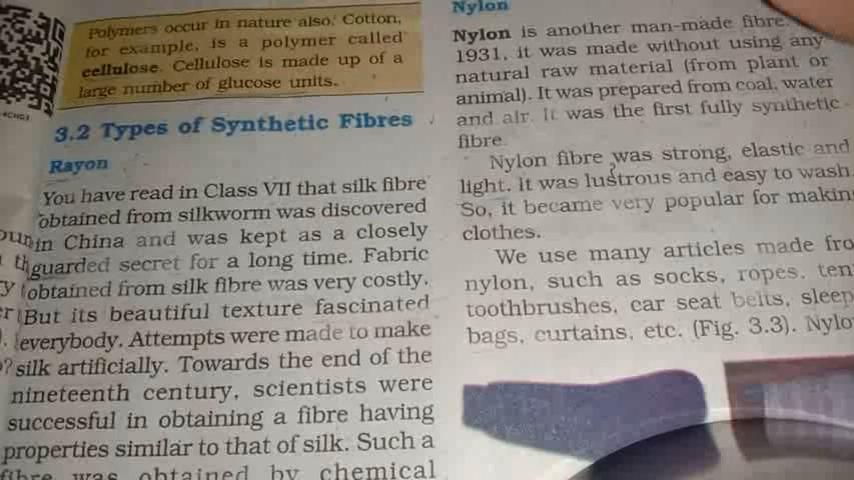 Polymers occur in nature also. Cotton,
for example, is a polymer called
cellulose. Cellulose is made up of a
large number of glucose units.
3.2 Types of Synthetic Fibres
Rayon
You have read in Class VII that silk fibre
obtained from silkworm was discovered
in China and was kept as a closely
guarded secret for a long time. Fabric
obtained from silk fibre was very costly.
But its beautiful texture fascinated
everybody. Attempts were made to make
silk artificially. Towards the end of the
nineteenth century, scientists were
successful in obtaining a fibre having
properties similar to that of silk. Such a
fibre was obtained by chemical
Nylon
Nylon is another man-made fibre.
1931, it was made without using any
natural raw material (from plant or
animal). It was prepared from coal, water
and air. It was the first fully synthetic
fibre.
Nylon fibre was strong, elastic and
light. It was lustrous and easy to wash.
So, it became very popular for makin
clothes.
We use many articles made fro
nylon, such as socks, ropes, ten
toothbrushes, car seat belts, sleep
bags, curtains, etc. (Fig. 3.3). Nylo